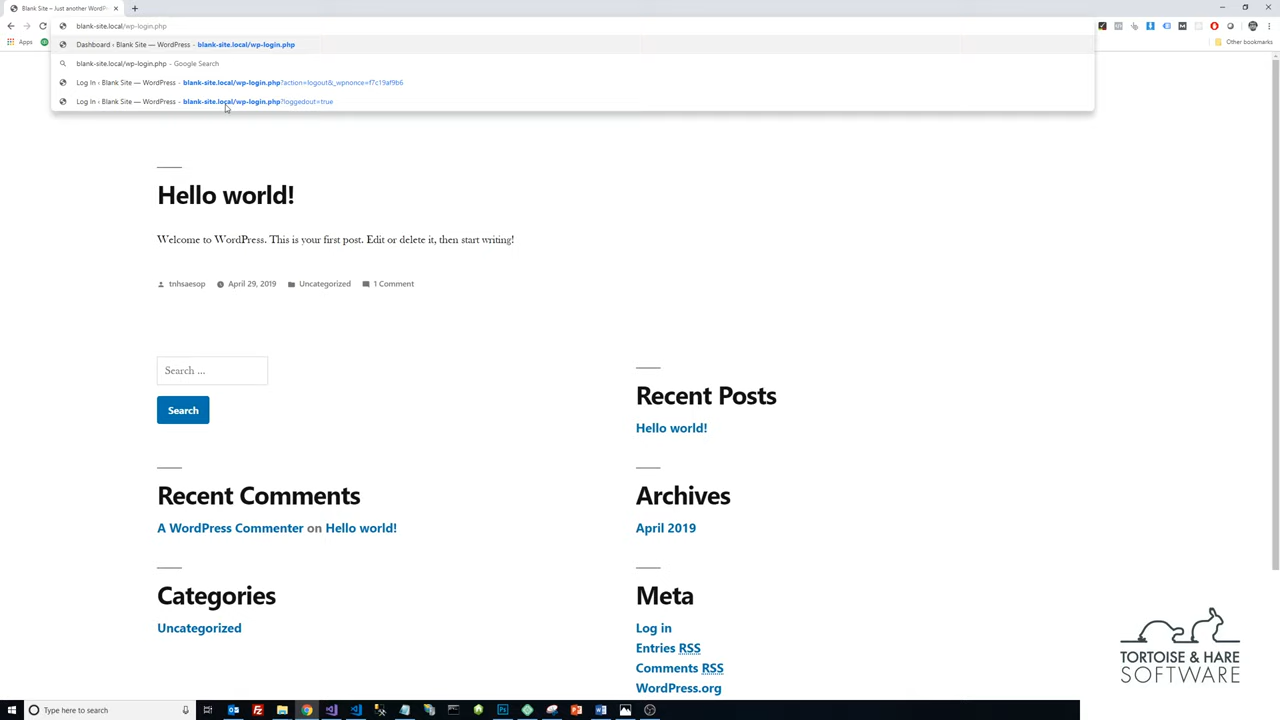 Blank Site – Just another WordP
blank-site.local/wp-login.php
Apps
Other bookmarks
Dashboard ‹ Blank Site — WordPress - blank-site.local/wp-login.php
blank-site.local/wp-login.php - Google Search
Log In ‹ Blank Site — WordPress - blank-site.local/wp-login.php?action=logout&_wpnonce=f7c19af9b6
Log In ‹ Blank Site — WordPress - blank-site.local/wp-login.php?loggedout=true
Hello world!
Welcome to WordPress. This is your first post. Edit or delete it, then start writing!
tnhsaesop April 29, 2019 Uncategorized 1 Comment
Search ...
Search
Recent Posts
Hello world!
Recent Comments
A WordPress Commenter on Hello world!
Archives
April 2019
Categories
Uncategorized
Meta
Log in
Entries RSS
Comments RSS
WordPress.org
TORTOISE & HARE
SOFTWARE
Type here to search